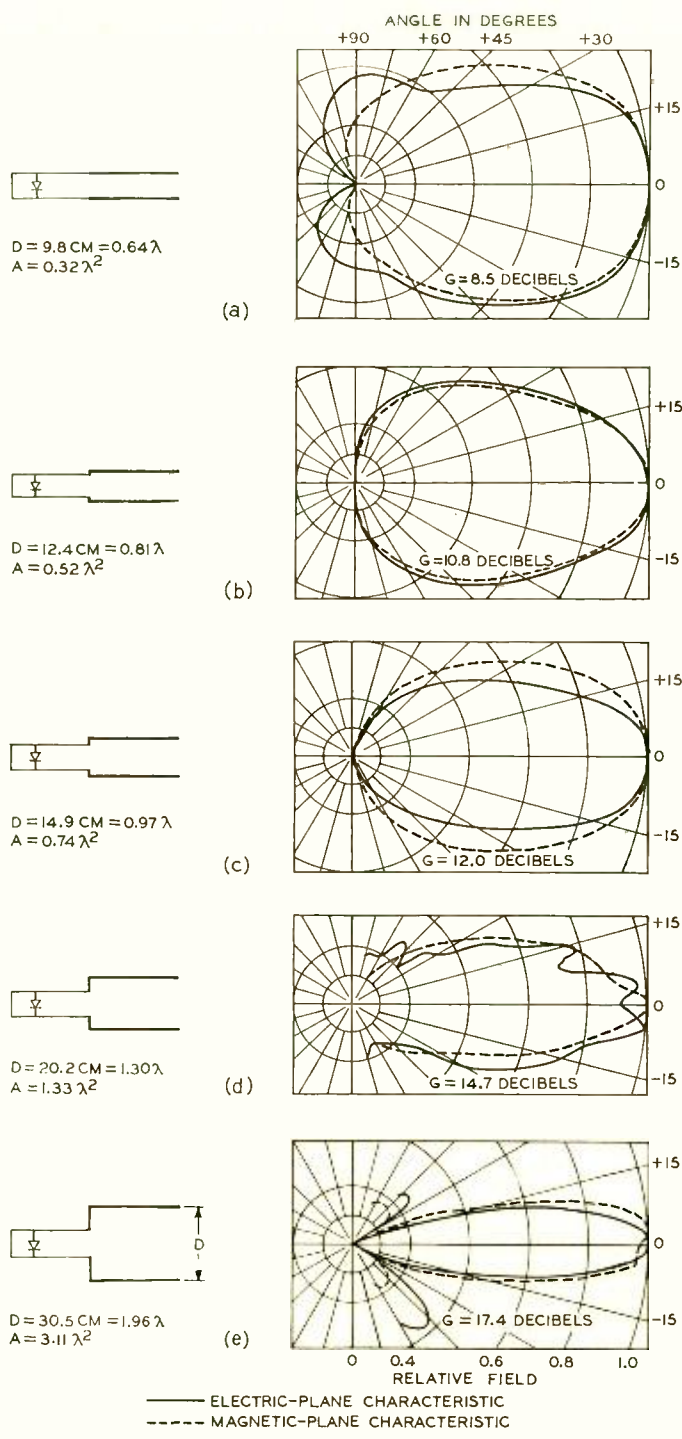 ANGLE IN DEGREES
+90 +60 +45 +30
+15
0
-15
G=8.5 DECIBELS
D = 9.8 CM = 0.64λ
A = 0.32λ²
(a)
+15
0
-15
G=10.8 DECIBELS
D = 12.4 CM = 0.81λ
A = 0.52λ²
(b)
+15
0
-15
G=12.0 DECIBELS
D = 14.9 CM = 0.97λ
A = 0.74λ²
(c)
+15
0
-15
G=14.7 DECIBELS
D = 20.2 CM = 1.30λ
A = 1.33λ²
(d)
+15
D
0
-15
G = 17.4 DECIBELS
D = 30.5 CM = 1.96λ
A = 3.11λ²
(e)
0 0.4 0.6 0.8 1.0
RELATIVE FIELD
ELECTRIC-PLANE CHARACTERISTIC
MAGNETIC-PLANE CHARACTERISTIC